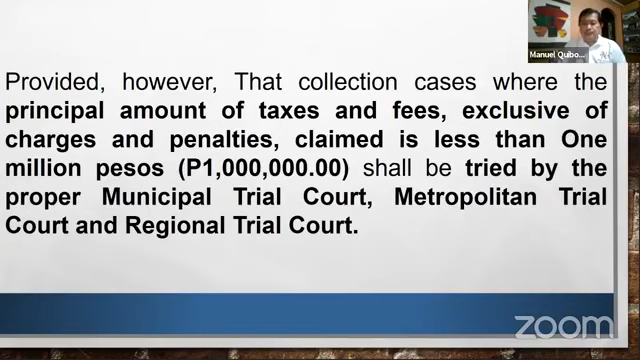 Manuel Quibo...
Provided, however, That collection cases where the
principal amount of taxes and fees, exclusive of
charges and penalties, claimed is less than One
million pesos (P1,000,000.00) shall be tried by the
proper Municipal Trial Court, Metropolitan Trial
Court and Regional Trial Court.
zoom